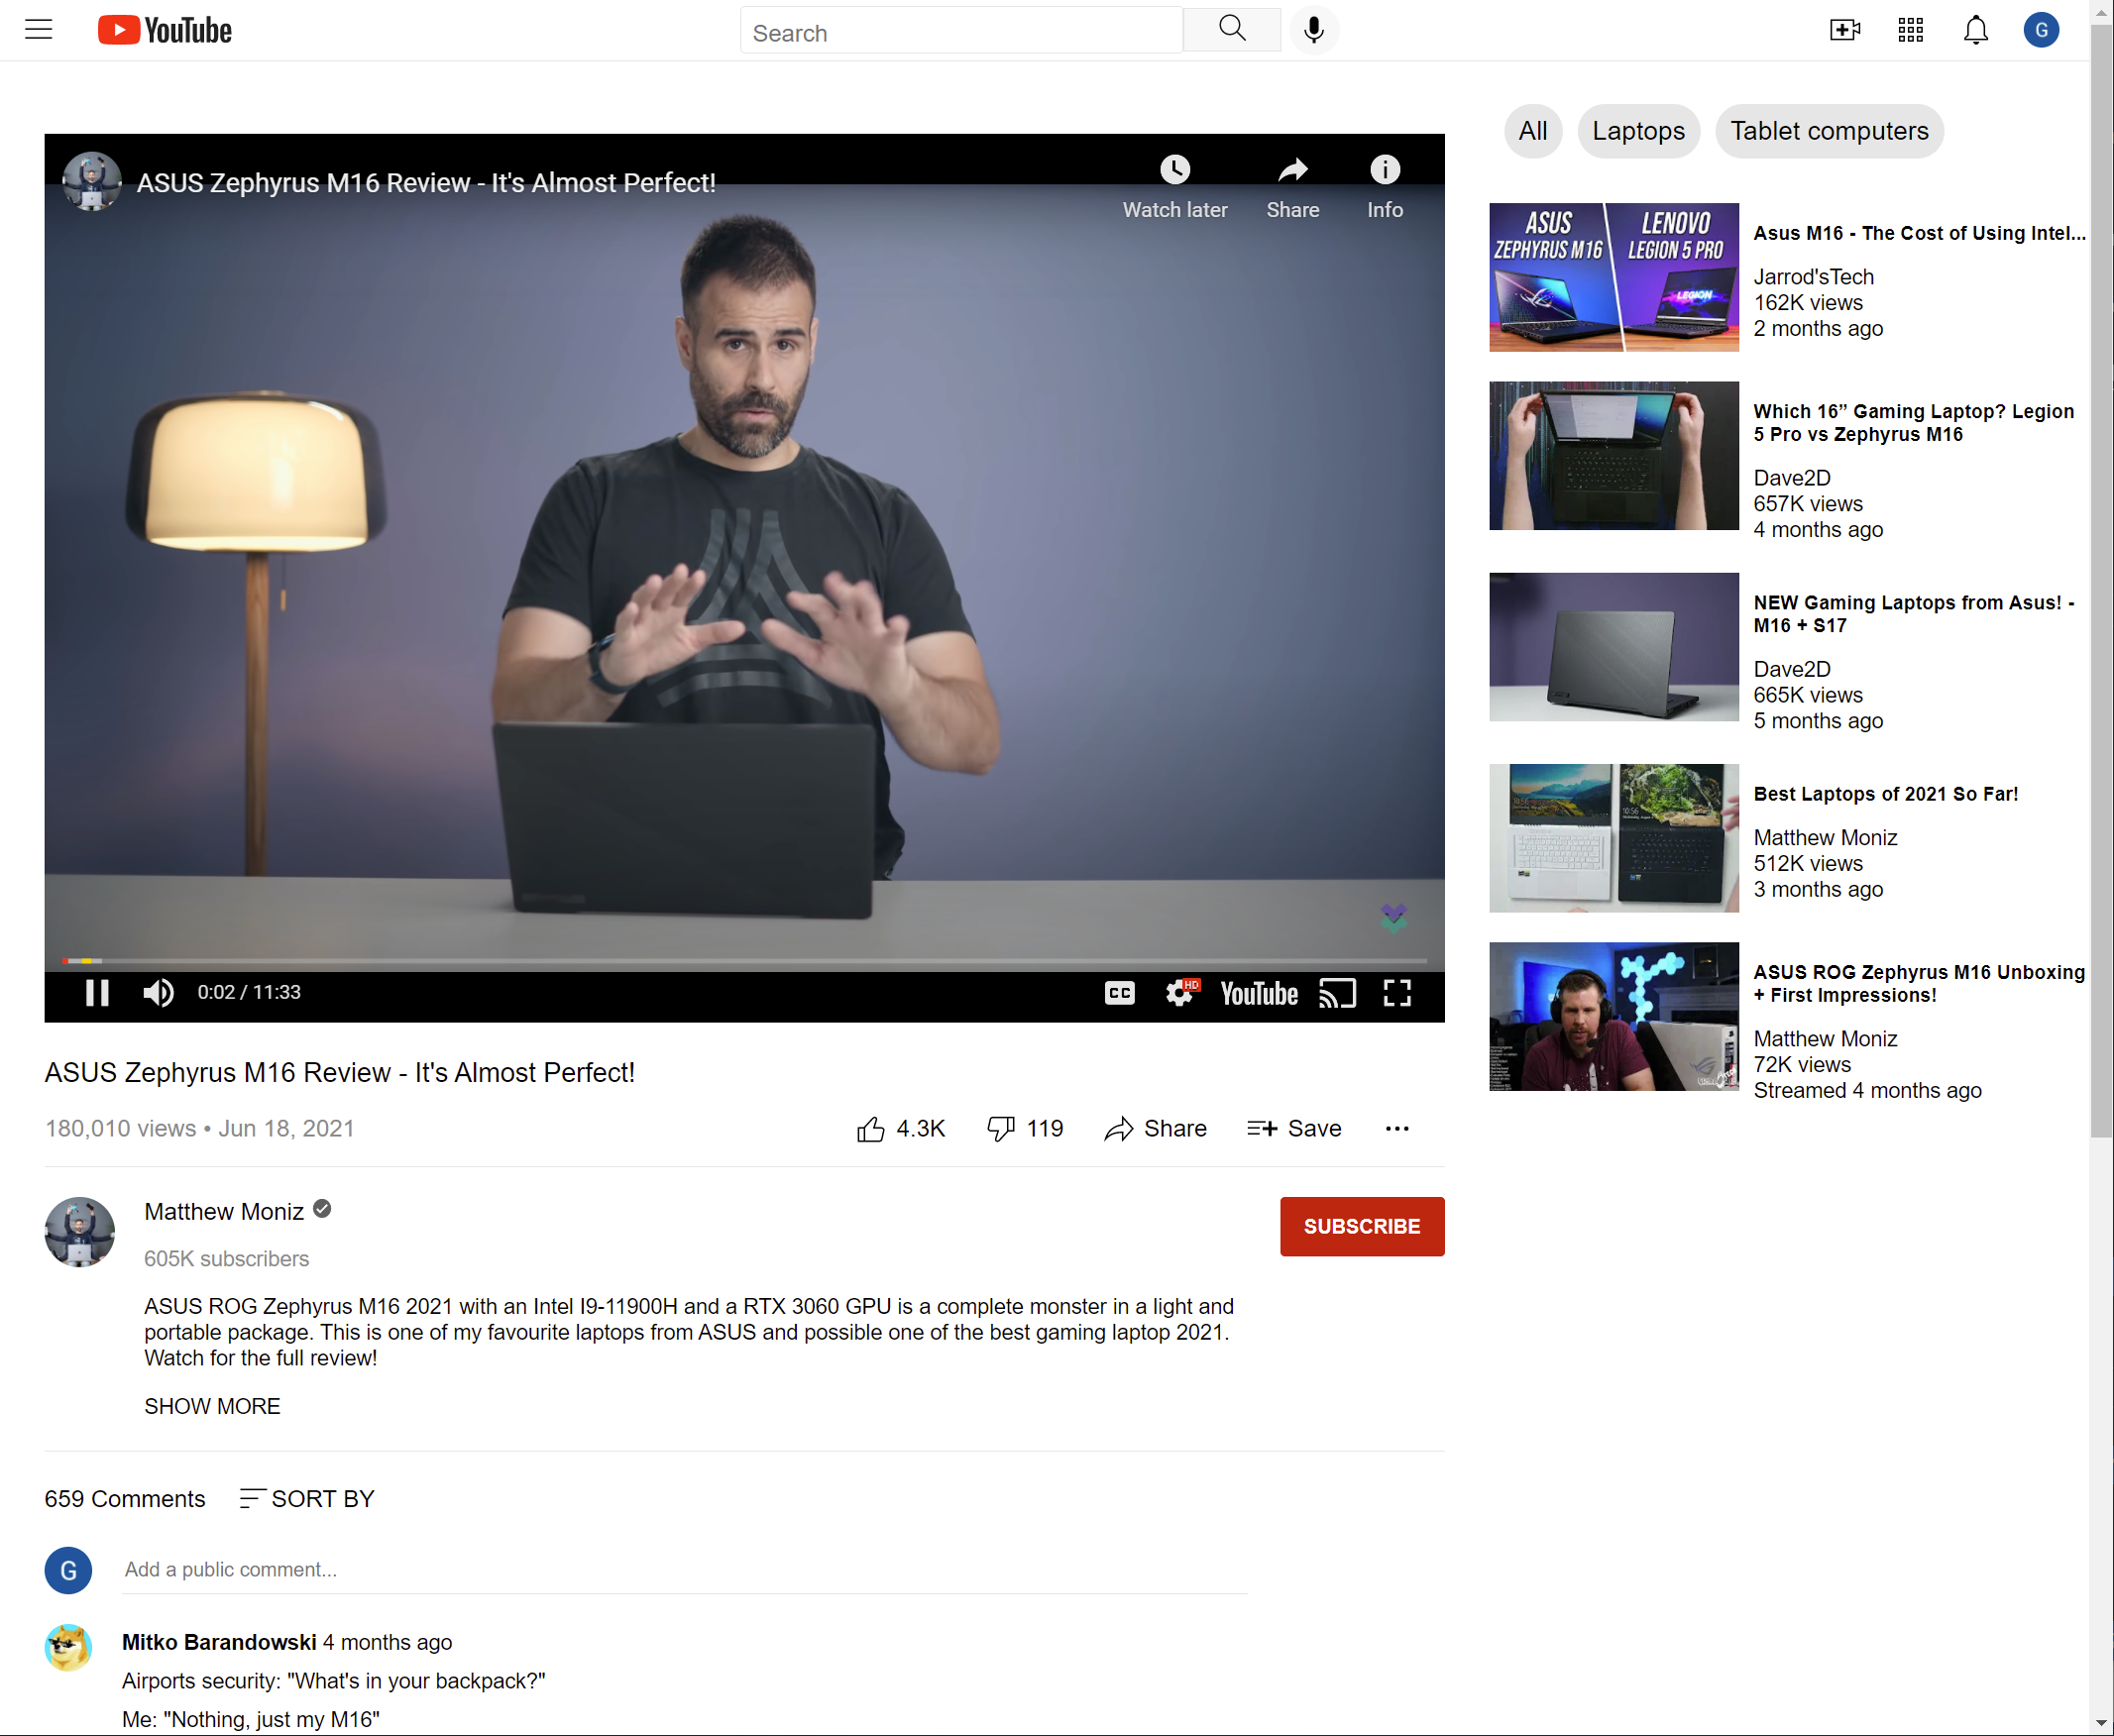 YouTube
Search
G
All
Laptops
Tablet computers
ASUS Zephyrus M16 Review - It's Almost Perfect!
Watch later
Share
Info
0:02 / 11:33
CC
HD
YouTube
ASUS Zephyrus M16 Review - It's Almost Perfect!
180,010 views • Jun 18, 2021
4.3K
119
Share
Save
Matthew Moniz
605K subscribers
SUBSCRIBE
ASUS ROG Zephyrus M16 2021 with an Intel I9-11900H and a RTX 3060 GPU is a complete monster in a light and
portable package. This is one of my favourite laptops from ASUS and possible one of the best gaming laptop 2021.
Watch for the full review!
SHOW MORE
659 Comments
SORT BY
G
Add a public comment...
Mitko Barandowski 4 months ago
Airports security: "What's in your backpack?"
Me: "Nothing, just my M16"
ASUS
ZEPHYRUS M16
LENOVO
LEGION 5 PRO
LEGION
Asus M16 - The Cost of Using Intel...
Jarrod'sTech
162K views
2 months ago
Which 16” Gaming Laptop? Legion
5 Pro vs Zephyrus M16
Dave2D
657K views
4 months ago
NEW Gaming Laptops from Asus! -
M16 + S17
Dave2D
665K views
5 months ago
10:56
10:56
Best Laptops of 2021 So Far!
Matthew Moniz
512K views
3 months ago
ASUS ROG Zephyrus M16 Unboxing
+ First Impressions!
Matthew Moniz
72K views
Streamed 4 months ago